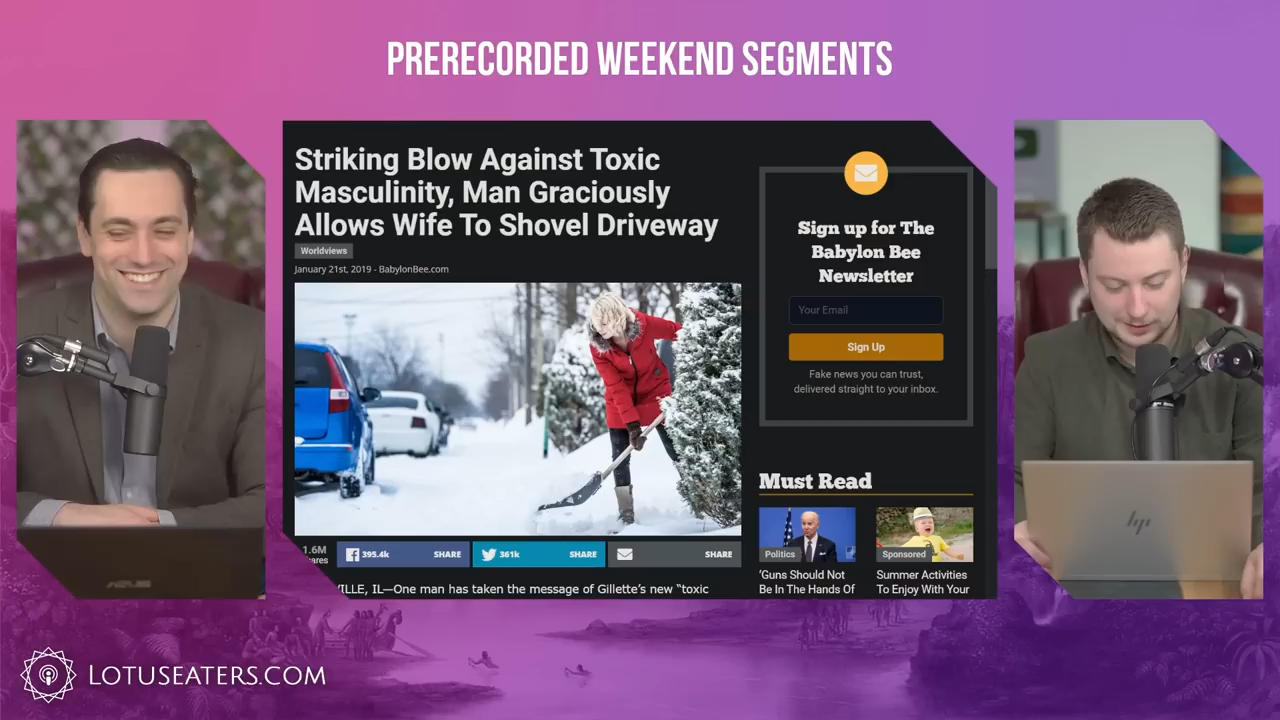 PRERECORDED WEEKEND SEGMENTS
Striking Blow Against Toxic
Masculinity, Man Graciously
Allows Wife To Shovel Driveway
Worldviews
January 21st, 2019 - BabylonBee.com
1.6M
395.4k
SHARE
361k
SHARE
SHARE
IL—One man has taken the message of Gillette's new “toxic
Sign up for The
Babylon Bee
Newsletter
Your Email
Sign Up
Fake news you can trust,
delivered straight to your inbox.
Must Read
Politics
'Guns Should Not
Be In The Hands Of
Sponsored
Summer Activities
To Enjoy With Your
ASUS
hp
LOTUSEATERS.COM